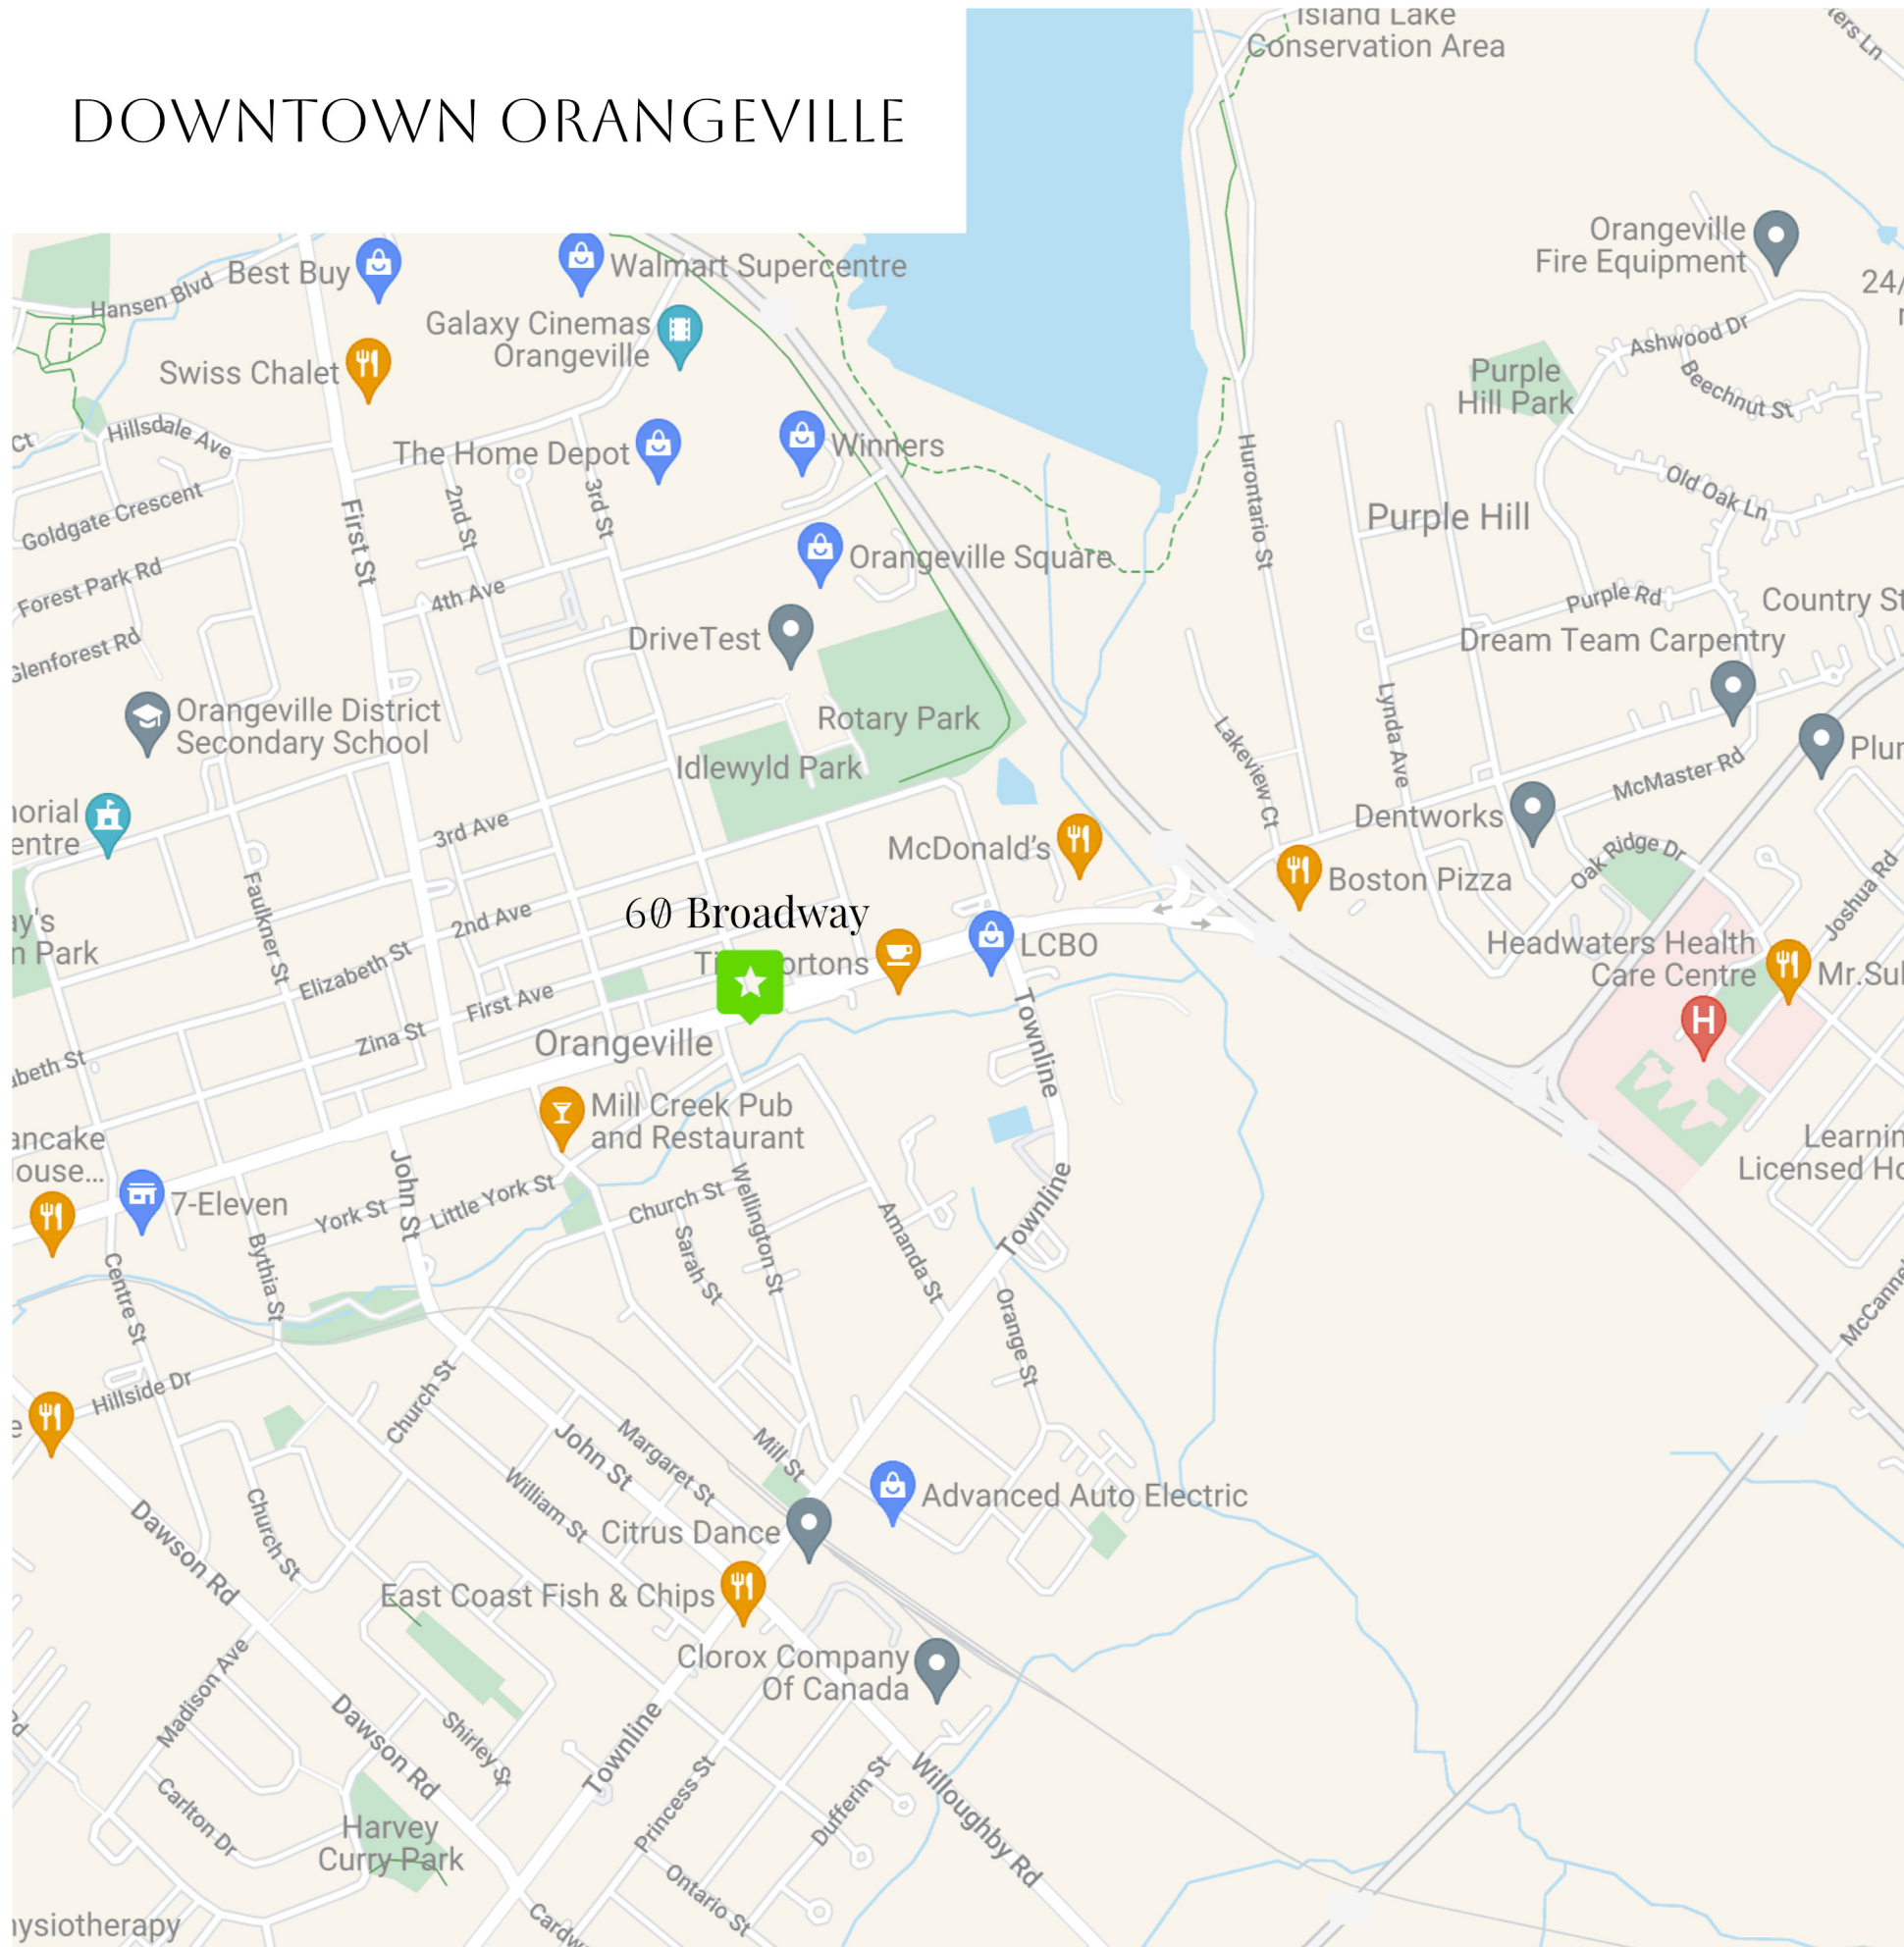 DOWNTOWN ORANGEVILLE
Island Lake
Conservation Area
Orangeville
Fire Equipment
24/
Best Buy
Hansen Blvd
Walmart Supercentre
Galaxy Cinemas
Orangeville
Swiss Chalet
Ashwood Dr
Beechnut St
Purple
Hill Park
Ct
Hillsdale Ave
The Home Depot
Winners
Hurontario St
Old Oak Ln
Goldgate Crescent
First St
2nd St
3rd St
Purple Hill
Orangeville Square
Forest Park Rd
4th Ave
Purple Rd
Country St
DriveTest
Dream Team Carpentry
Glenforest Rd
Orangeville District
Secondary School
Rotary Park
Lynda Ave
Lakeview Ct
Plu
Idlewyld Park
McMaster Rd
orial
entre
3rd Ave
McDonald's
Dentworks
Oak Ridge Dr
Boston Pizza
Joshua Rd
ay's
n Park
Faulkner St
2nd Ave
60 Broadway
LCBO
Elizabeth St
Ti
ortons
Headwaters Health
Care Centre
Mr.Su
First Ave
Zina St
Orangeville
Townline
H
beth St
Mill Creek Pub
and Restaurant
ancake
ouse...
Learnin
Licensed Ho
7-Eleven
John St
York St
Little York St
Church St
Wellington St
Townline
Amanda St
Sarah St
Centre St
Bythia St
Orange St
McCanne
Hillside Dr
e
Church St
John St
Margaret St
Mill St
William St
Advanced Auto Electric
Citrus Dance
Dawson Rd
Church St
East Coast Fish & Chips
Clorox Company
Of Canada
Madison Ave
Dawson Rd
Shirley St
Townline
Princess St
Dufferin St
Willoughby Rd
Carlton Dr
Harvey
Curry Park
Ontario St
Cardw
ysiotherapy